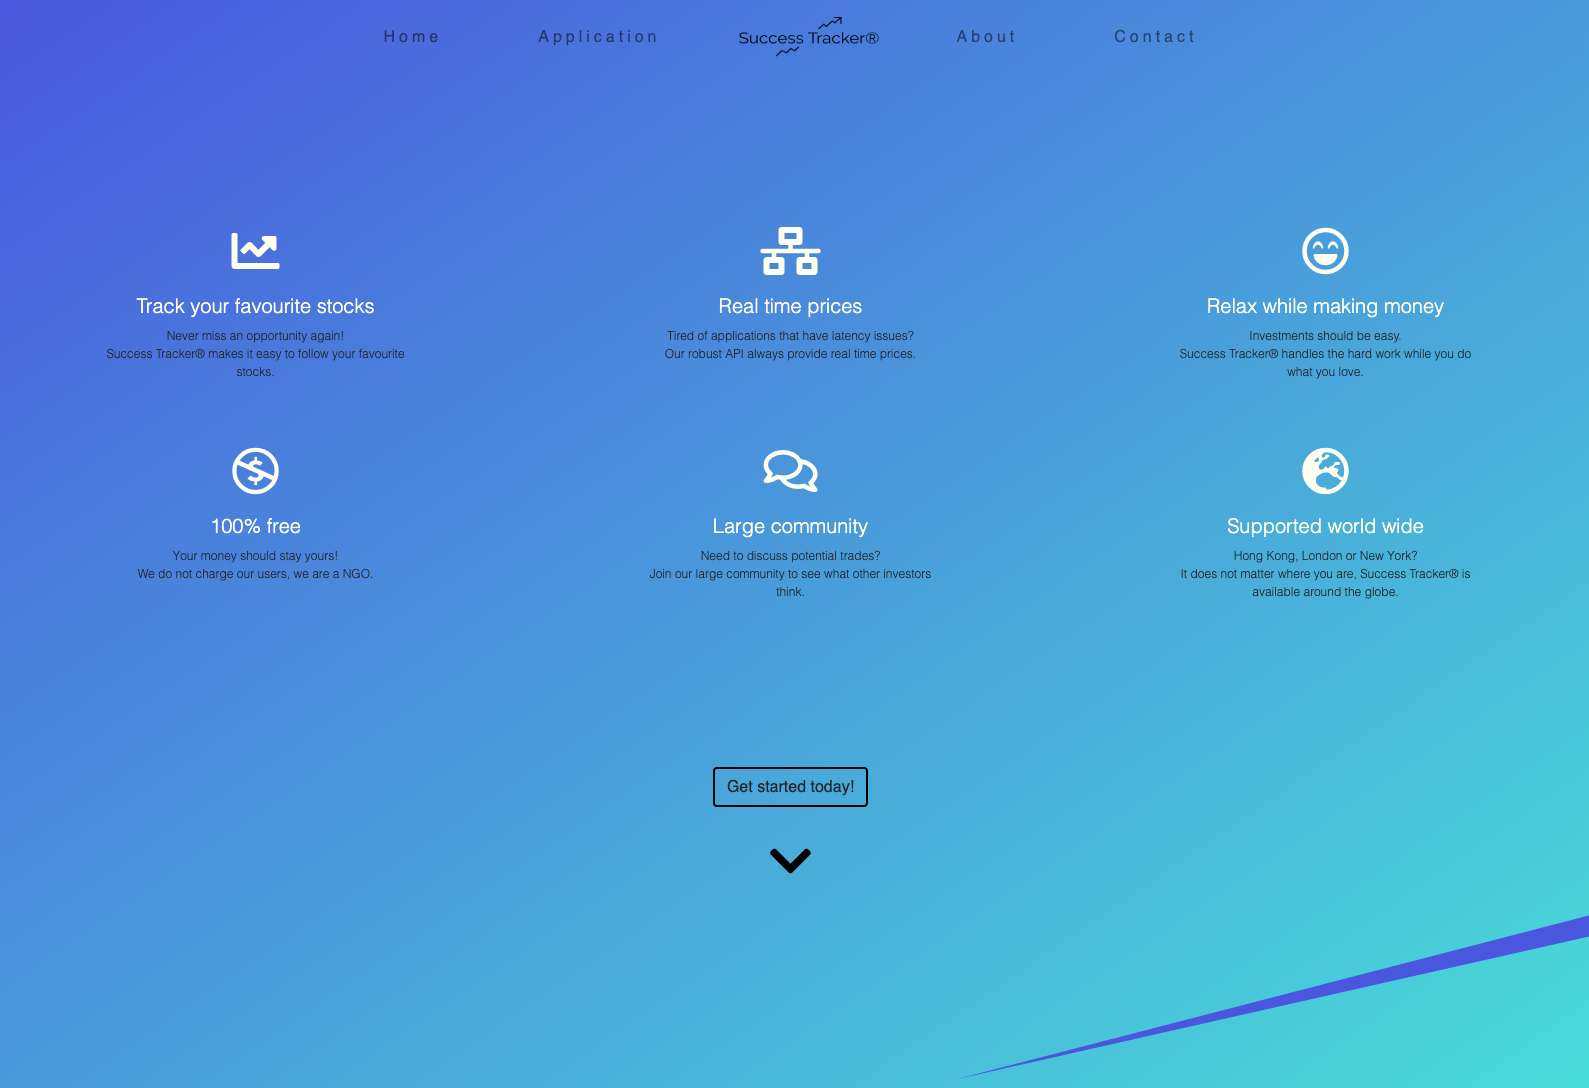 Home
Application
Success Tracker®
About
Contact
Track your favourite stocks
Never miss an opportunity again!
Success Tracker® makes it easy to follow your favourite
stocks.
Real time prices
Tired of applications that have latency issues?
Our robust API always provide real time prices.
Relax while making money
Investments should be easy.
Success Tracker® handles the hard work while you do
what you love.
100% free
Your money should stay yours!
We do not charge our users, we are a NGO.
Large community
Need to discuss potential trades?
Join our large community to see what other investors
think.
Supported world wide
Hong Kong, London or New York?
It does not matter where you are, Success Tracker® is
available around the globe.
Get started today!